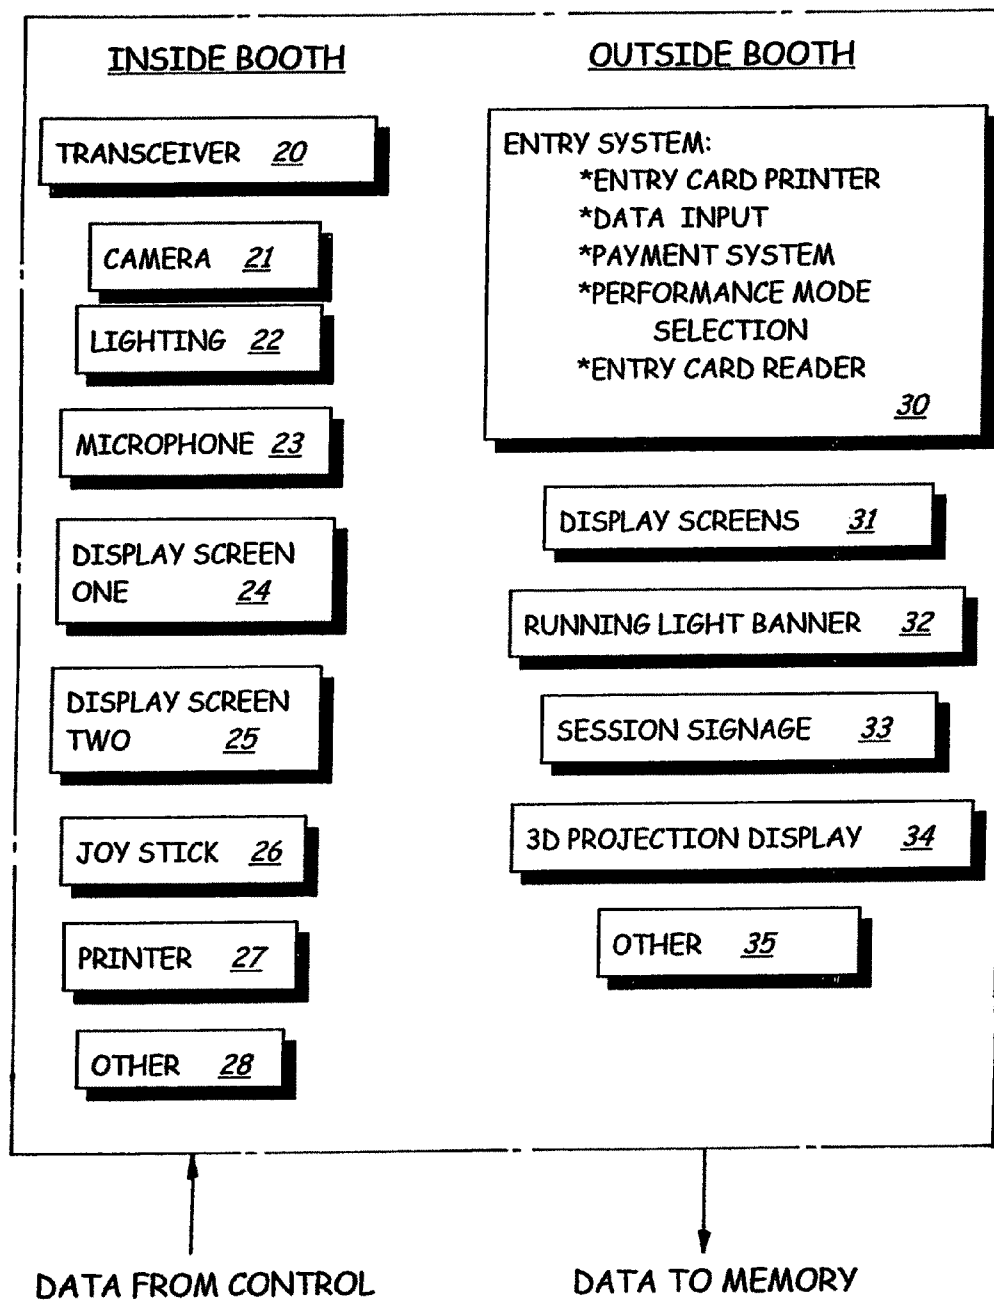 INSIDE BOOTH
TRANSCEIVER 20
CAMERA 21
LIGHTING 22
MICROPHONE 23
DISPLAY SCREEN
ONE 24
DISPLAY SCREEN
TWO 25
JOY STICK 26
PRINTER 27
OTHER 28
OUTSIDE BOOTH
ENTRY SYSTEM:
*ENTRY CARD PRINTER
*DATA INPUT
*PAYMENT SYSTEM
*PERFORMANCE MODE
SELECTION
*ENTRY CARD READER
30
DISPLAY SCREENS 31
RUNNING LIGHT BANNER 32
SESSION SIGNAGE 33
3D PROJECTION DISPLAY 34
OTHER 35
DATA FROM CONTROL
DATA TO MEMORY